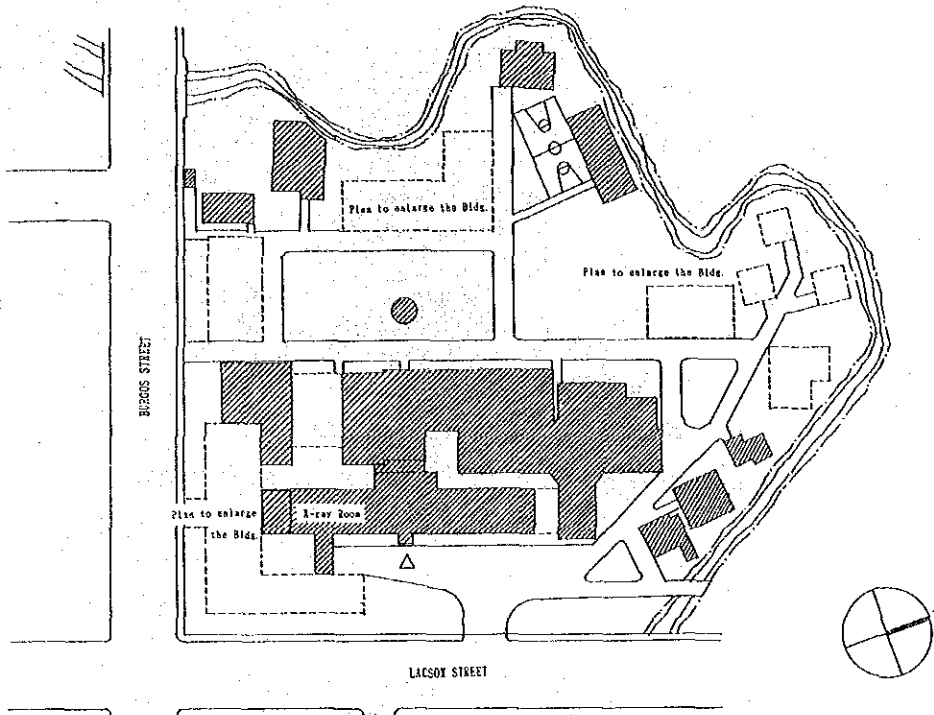 Plan to enlarge the Bldg.
Plan to enlarge the Bldg.
BURGOS STREET
Plan to enlarge
the Bldg.
X-ray Room
LACSON STREET